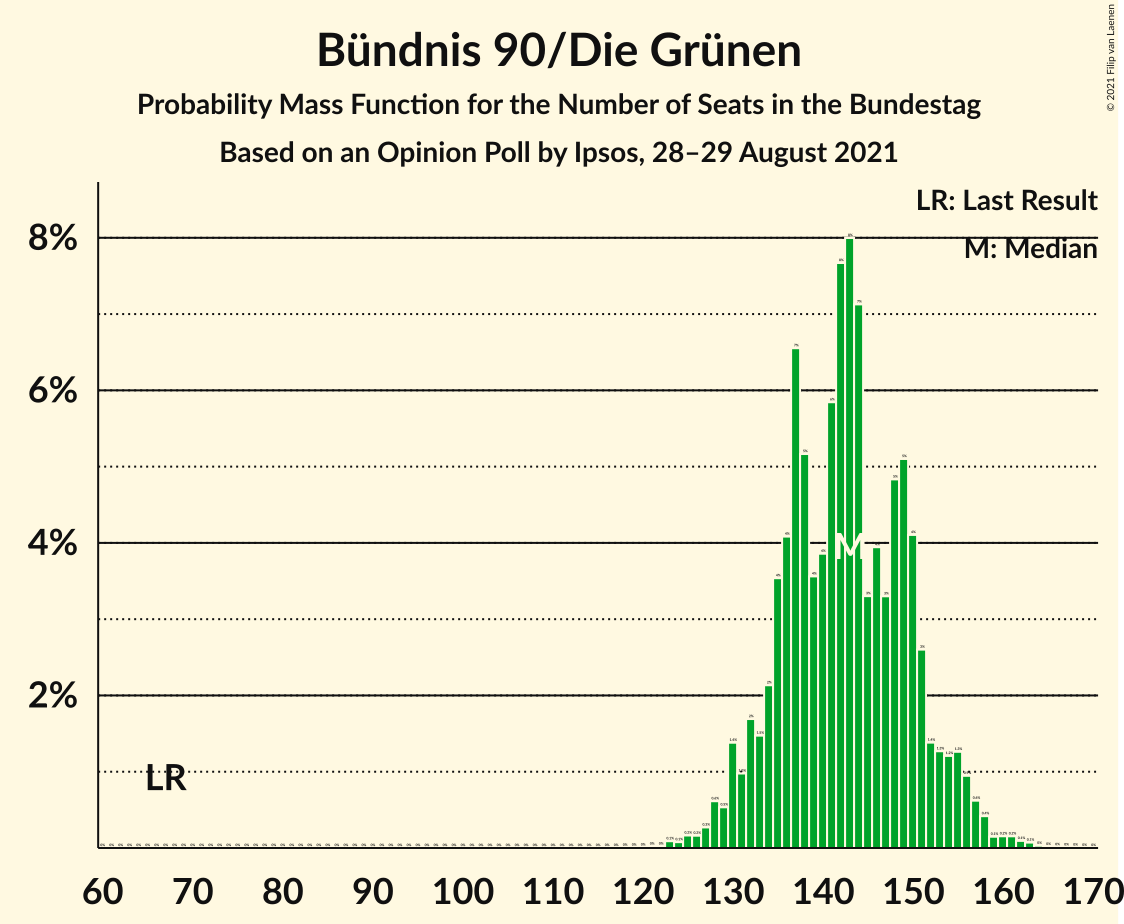 Bündnis 90/Die Grünen
Probability Mass Function for the Number of Seats in the Bundestag
Based on an Opinion Poll by Ipsos, 28–29 August 2021
© 2021 Filip van Laenen
LR: Last Result
M: Median
8%
6%
4%
2%
LR
M
60 70 80 90 100 110 120 130 140 150 160 170